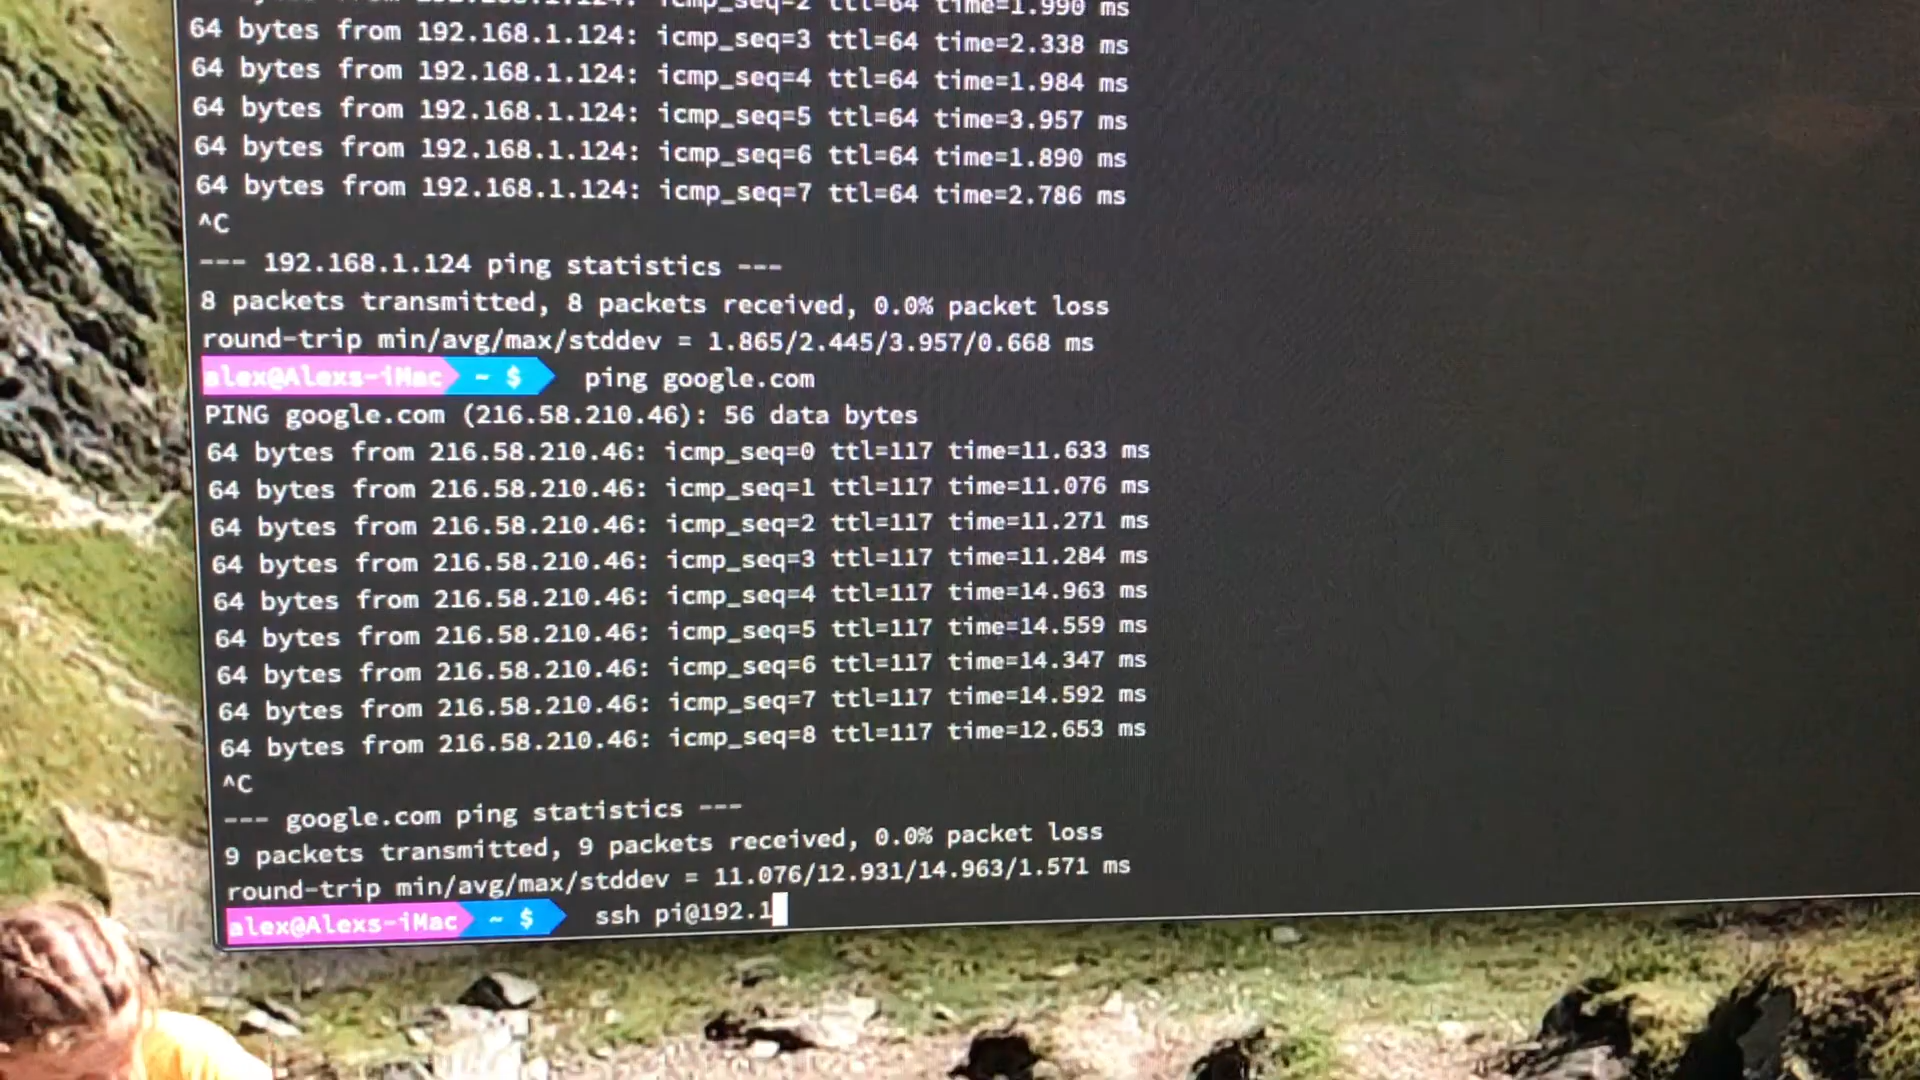 64 bytes from 192.168.1.124: icmp_seq=2 ttl=64 time=1.990 ms
64 bytes from 192.168.1.124: icmp_seq=3 ttl=64 time=2.338 ms
64 bytes from 192.168.1.124: icmp_seq=4 ttl=64 time=1.984 ms
64 bytes from 192.168.1.124: icmp_seq=5 ttl=64 time=3.957 ms
64 bytes from 192.168.1.124: icmp_seq=6 ttl=64 time=1.890 ms
64 bytes from 192.168.1.124: icmp_seq=7 ttl=64 time=2.786 ms
^C
--- 192.168.1.124 ping statistics ---
8 packets transmitted, 8 packets received, 0.0% packet loss
round-trip min/avg/max/stddev = 1.865/2.445/3.957/0.668 ms
alex@Alexs-iMac ~ $ ping google.com
PING google.com (216.58.210.46): 56 data bytes
64 bytes from 216.58.210.46: icmp_seq=0 ttl=117 time=11.633 ms
64 bytes from 216.58.210.46: icmp_seq=1 ttl=117 time=11.076 ms
64 bytes from 216.58.210.46: icmp_seq=2 ttl=117 time=11.271 ms
64 bytes from 216.58.210.46: icmp_seq=3 ttl=117 time=11.284 ms
64 bytes from 216.58.210.46: icmp_seq=4 ttl=117 time=14.963 ms
64 bytes from 216.58.210.46: icmp_seq=5 ttl=117 time=14.559 ms
64 bytes from 216.58.210.46: icmp_seq=6 ttl=117 time=14.347 ms
64 bytes from 216.58.210.46: icmp_seq=7 ttl=117 time=14.592 ms
64 bytes from 216.58.210.46: icmp_seq=8 ttl=117 time=12.653 ms
^C
--- google.com ping statistics ---
9 packets transmitted, 9 packets received, 0.0% packet loss
round-trip min/avg/max/stddev = 11.076/12.931/14.963/1.571 ms
alex@Alexs-iMac ~ $ ssh pi@192.1